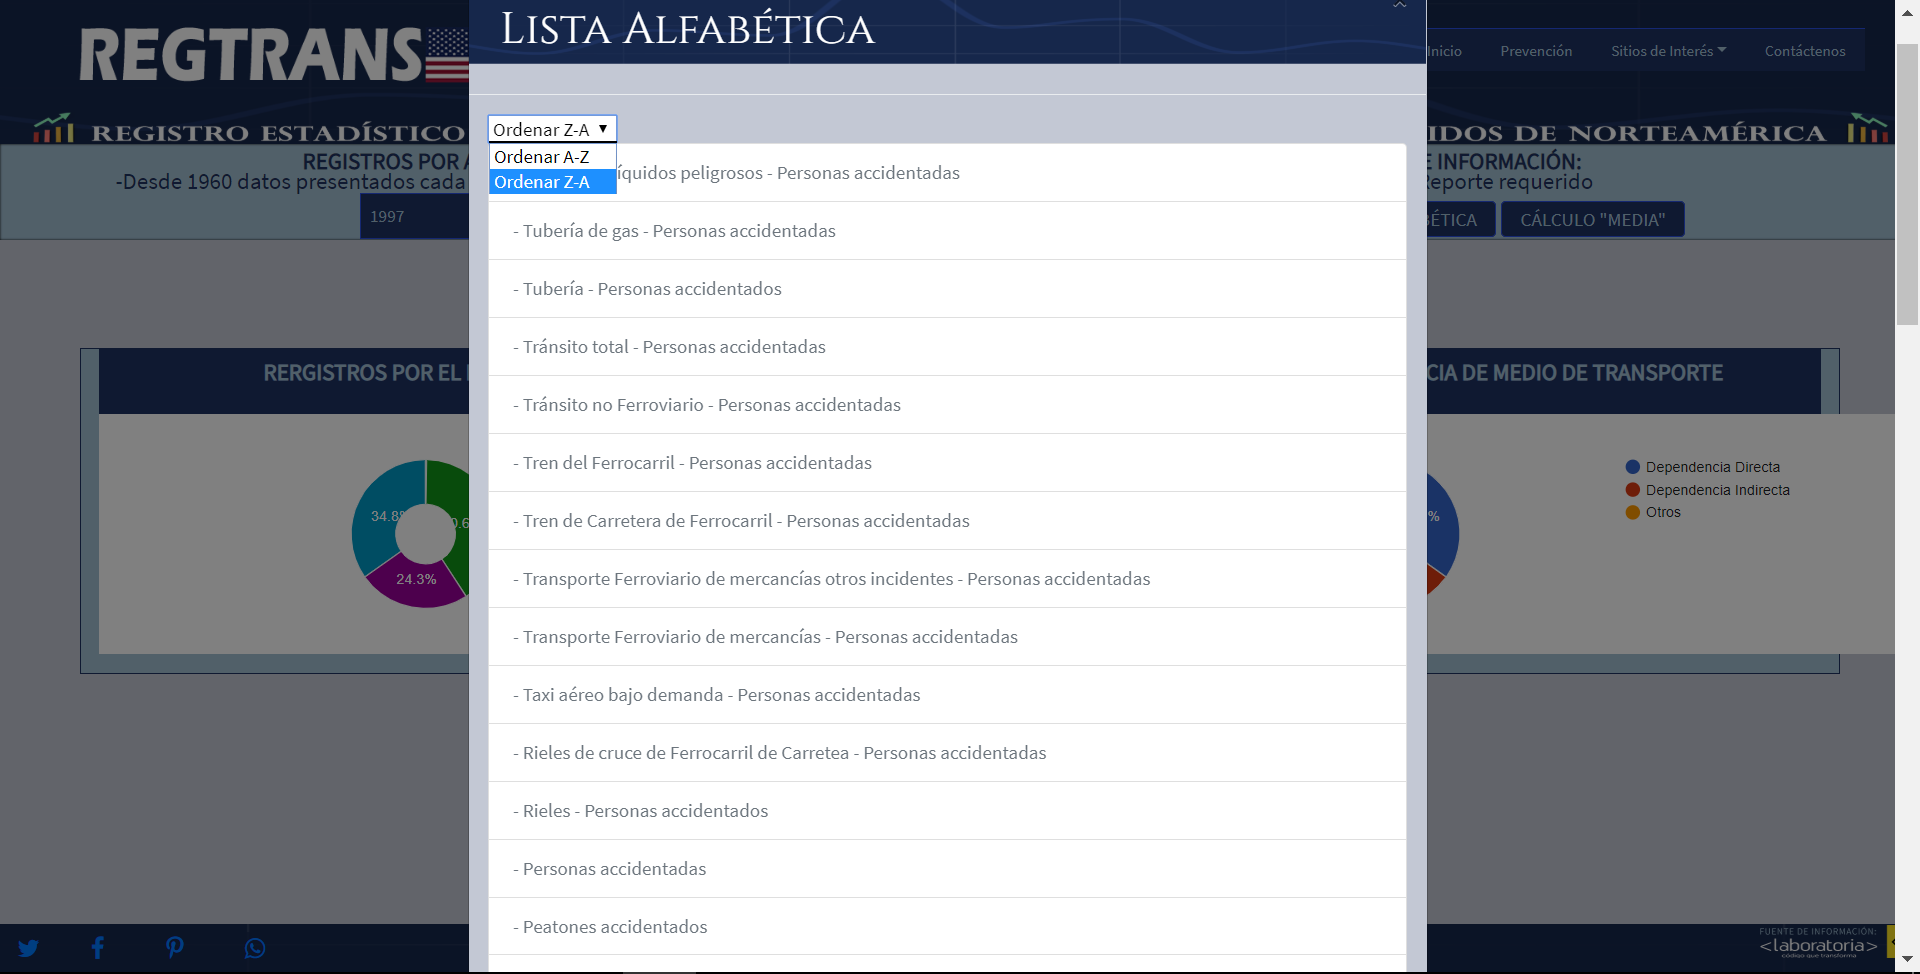 REGTRANS
LISTA ALFABÉTICA
Inicio
Prevención
Sitios de Interés
Contáctenos
REGISTRO ESTADÍSTICO
IDOS DE NORTEAMÉRICA
REGISTROS POR
-Desde 1960 datos presentados cada
1997
E INFORMACIÓN:
Reporte requerido
ÉTICA
CÁLCULO "MEDIA"
Ordenar Z-A
Ordenar A-Z
Ordenar Z-A
íquidos peligrosos - Personas accidentadas
- Tubería de gas - Personas accidentadas
- Tubería - Personas accidentados
- Tránsito total - Personas accidentadas
- Tránsito no Ferroviario - Personas accidentadas
- Tren del Ferrocarril - Personas accidentadas
- Tren de Carretera de Ferrocarril - Personas accidentadas
- Transporte Ferroviario de mercancías otros incidentes - Personas accidentadas
- Transporte Ferroviario de mercancías - Personas accidentadas
- Taxi aéreo bajo demanda - Personas accidentadas
- Rieles de cruce de Ferrocarril de Carretea - Personas accidentadas
- Rieles - Personas accidentados
- Personas accidentadas
- Peatones accidentados
RERGISTROS POR EL
34.8%
0.6
24.3%
CIA DE MEDIO DE TRANSPORTE
%
Dependencia Directa
Dependencia Indirecta
Otros
FUENTE DE INFORMACIÓN:
<laboratoria>
código que transforma